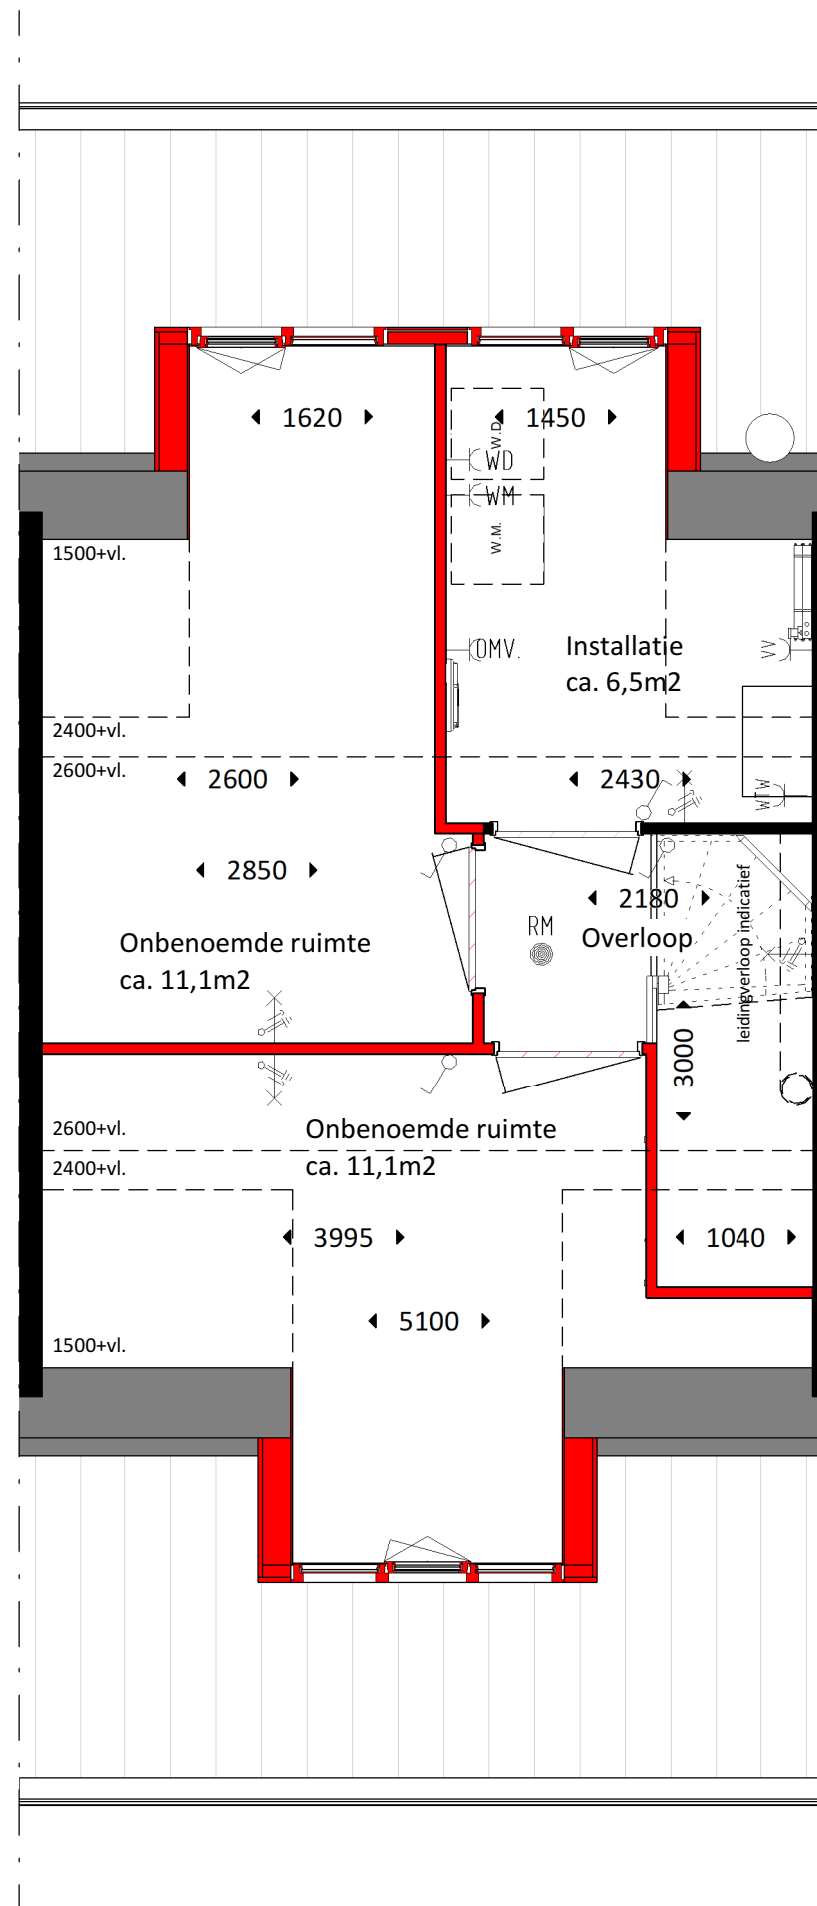 1620
1450
W.D.
WD
WM
W.M.
1500+vl.
OMV.
Installatie
ca. 6,5m2
VV
2400+vl.
2600+vl.
2600
2430
WTW
2850
2180
RM
Overloop
leidingverloop indicatief
Onbenoemde ruimte
ca. 11,1m2
3000
Onbenoemde ruimte
ca. 11,1m2
2600+vl.
2400+vl.
3995
1040
5100
1500+vl.